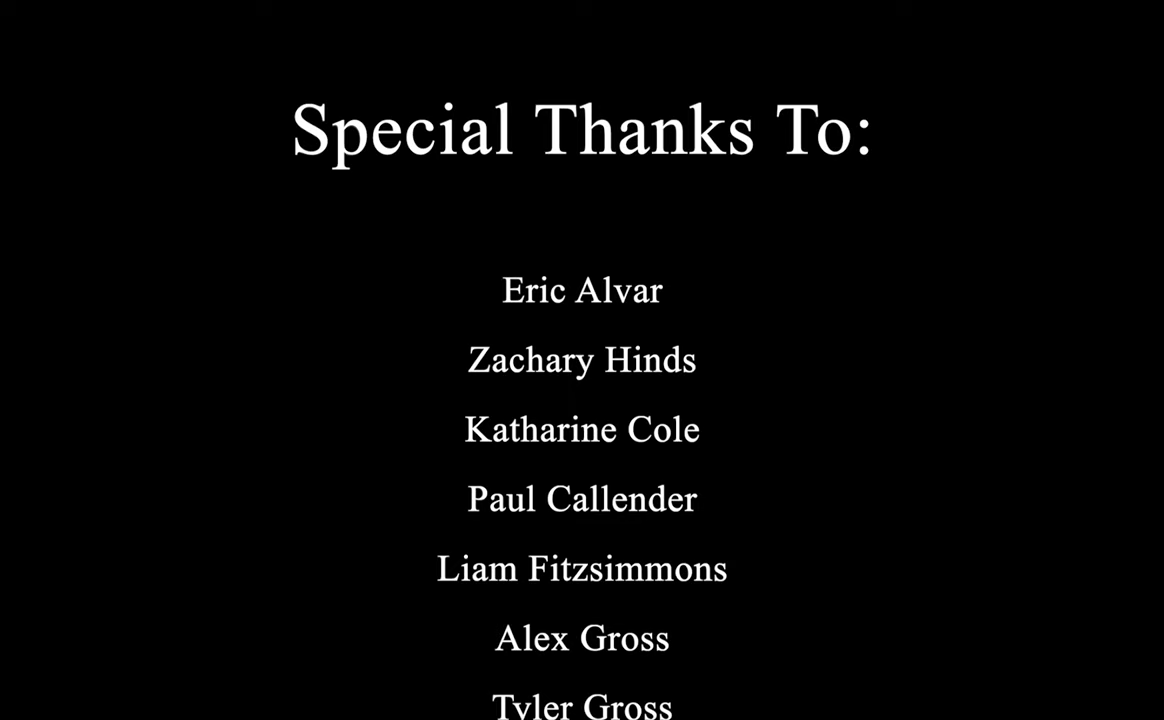 Special Thanks To:
Eric Alvar
Zachary Hinds
Katharine Cole
Paul Callender
Liam Fitzsimmons
Alex Gross
Tyler Gross